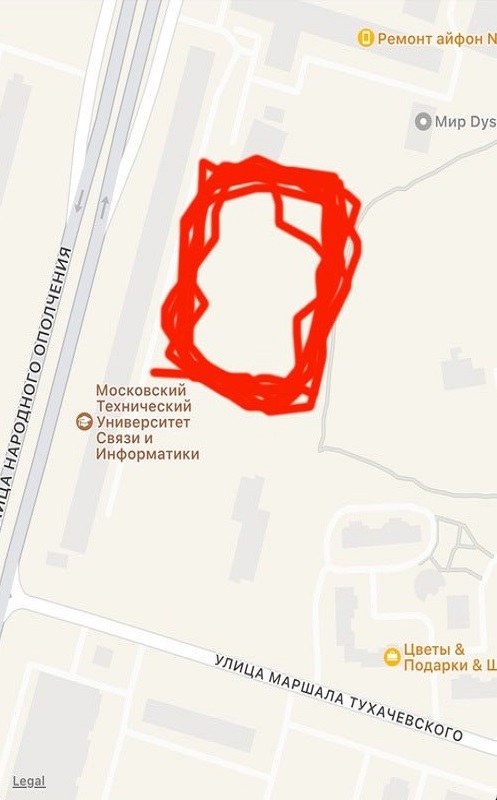 Ремонт айфон N
Мир Dys
УЛИЦА НАРОДНОГО ОПОЛЧЕНИЯ
Московский
Технический
Университет
Связи и
Информатики
Цветы &
Подарки & Ш
УЛИЦА МАРШАЛА ТУХАЧЕВСКОГО
Legal